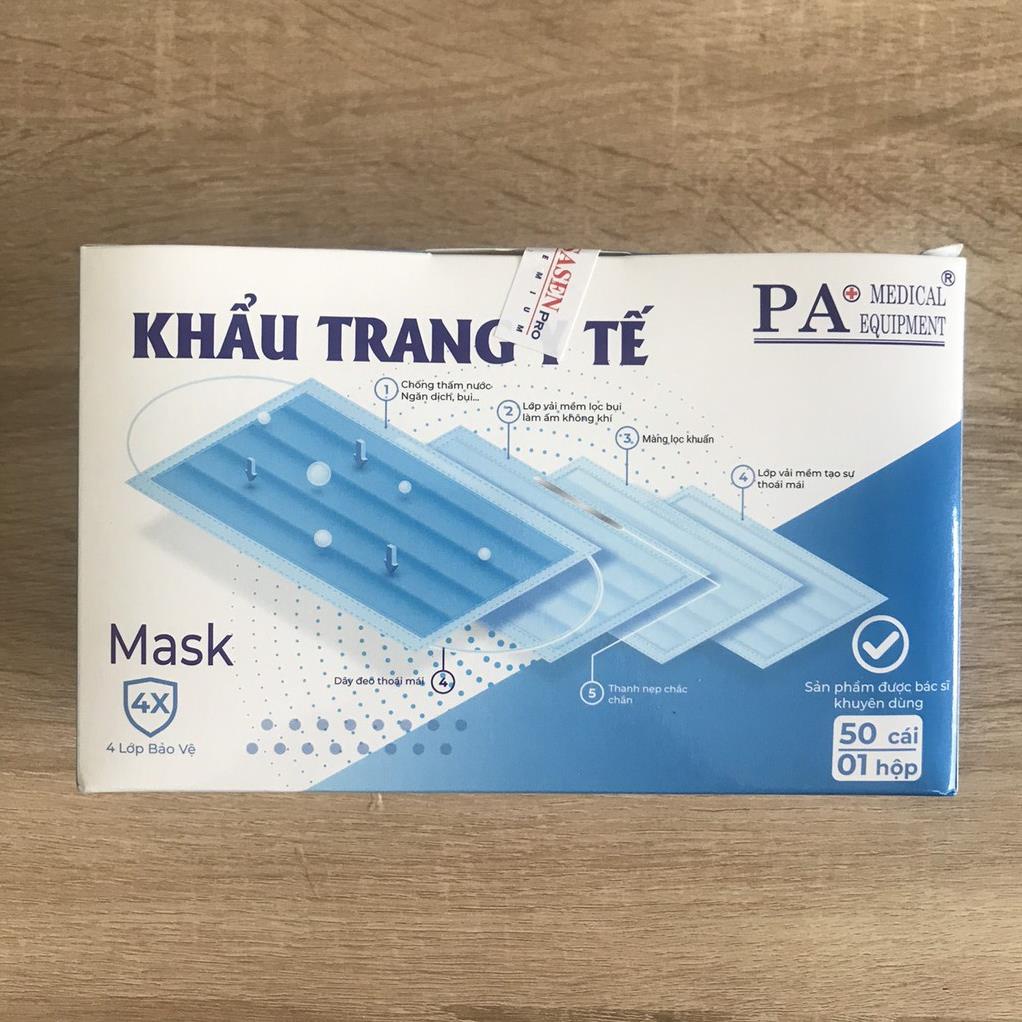 SASEN PRO
E M I U M
KHẨU TRANG Y TẾ
PA MEDICAL EQUIPMENT ®
1 Chống thấm nước
Ngăn dịch, bụi...
2 Lớp vải mềm lọc bụi
làm ấm không khí
3 Màng lọc khuẩn
4 Lớp vải mềm tạo sự
thoái mái
Mask
4X
4 Lớp Bảo Vệ
Dây đeo thoải mái 4
5 Thanh nẹp chắc
chắn
Sản phẩm được bác sĩ
khuyên dùng
50 cái
01 hộp